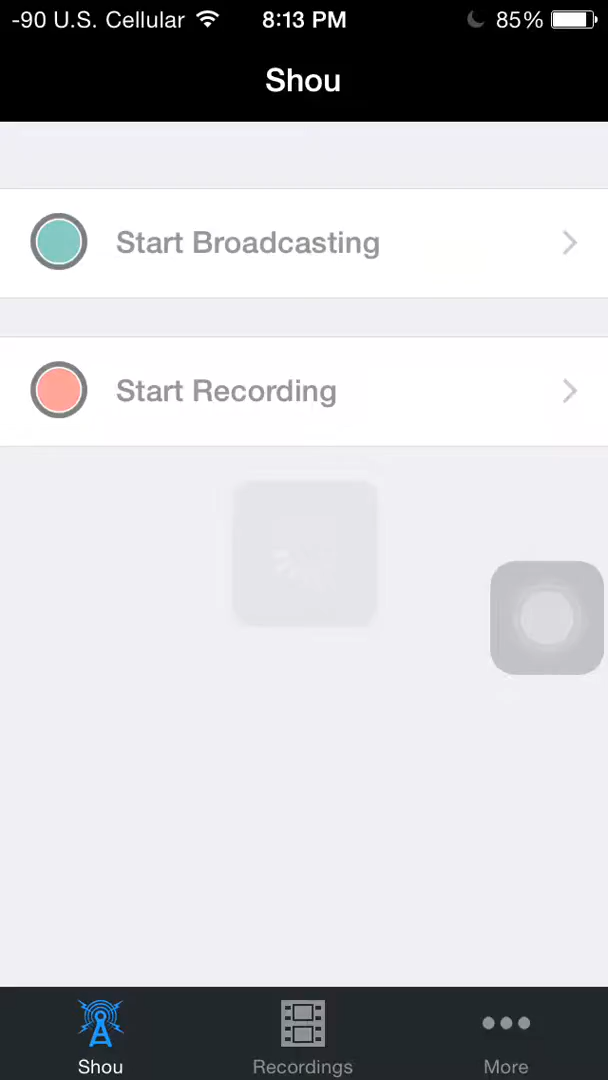 -90 U.S. Cellular 8:13 PM 85%
Shou
Start Broadcasting
Start Recording
Shou Recordings More